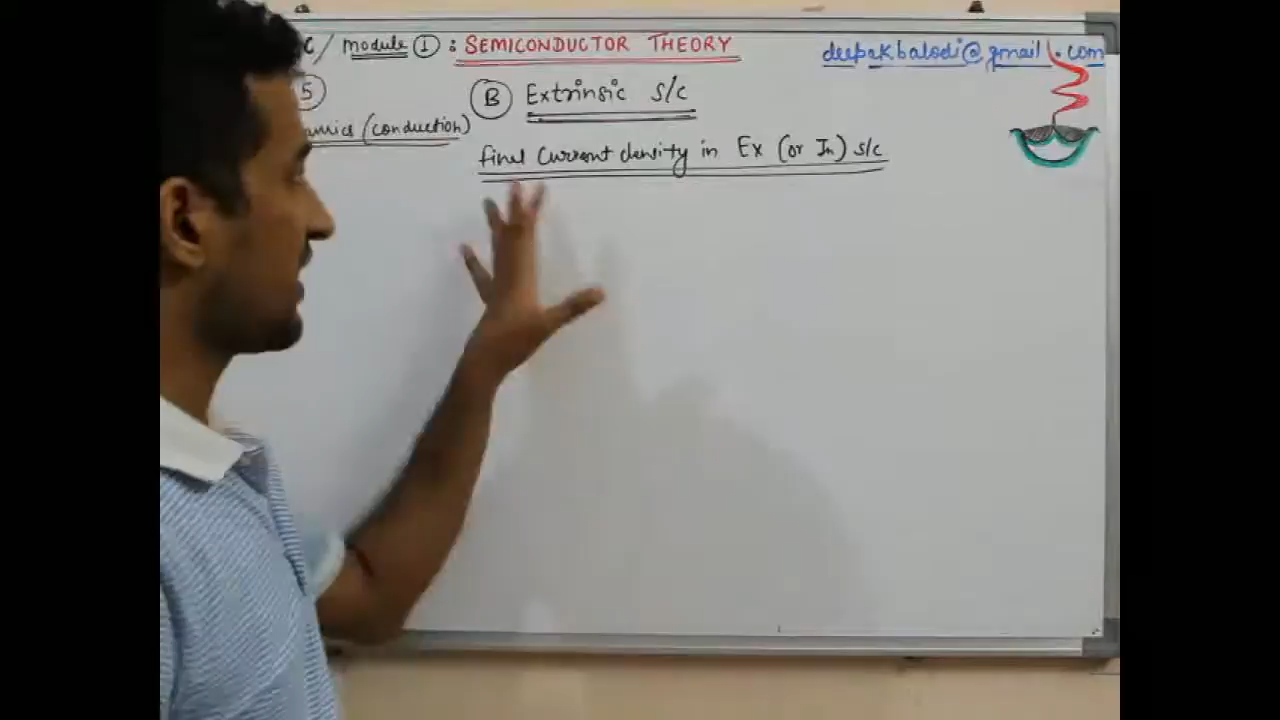 C / module ① : SEMICONDUCTOR THEORY
deepakbalodi@gmail.com
5
Ⓑ Extrinsic s/c
(conduction)
final Current density in Ex (or In) s/c